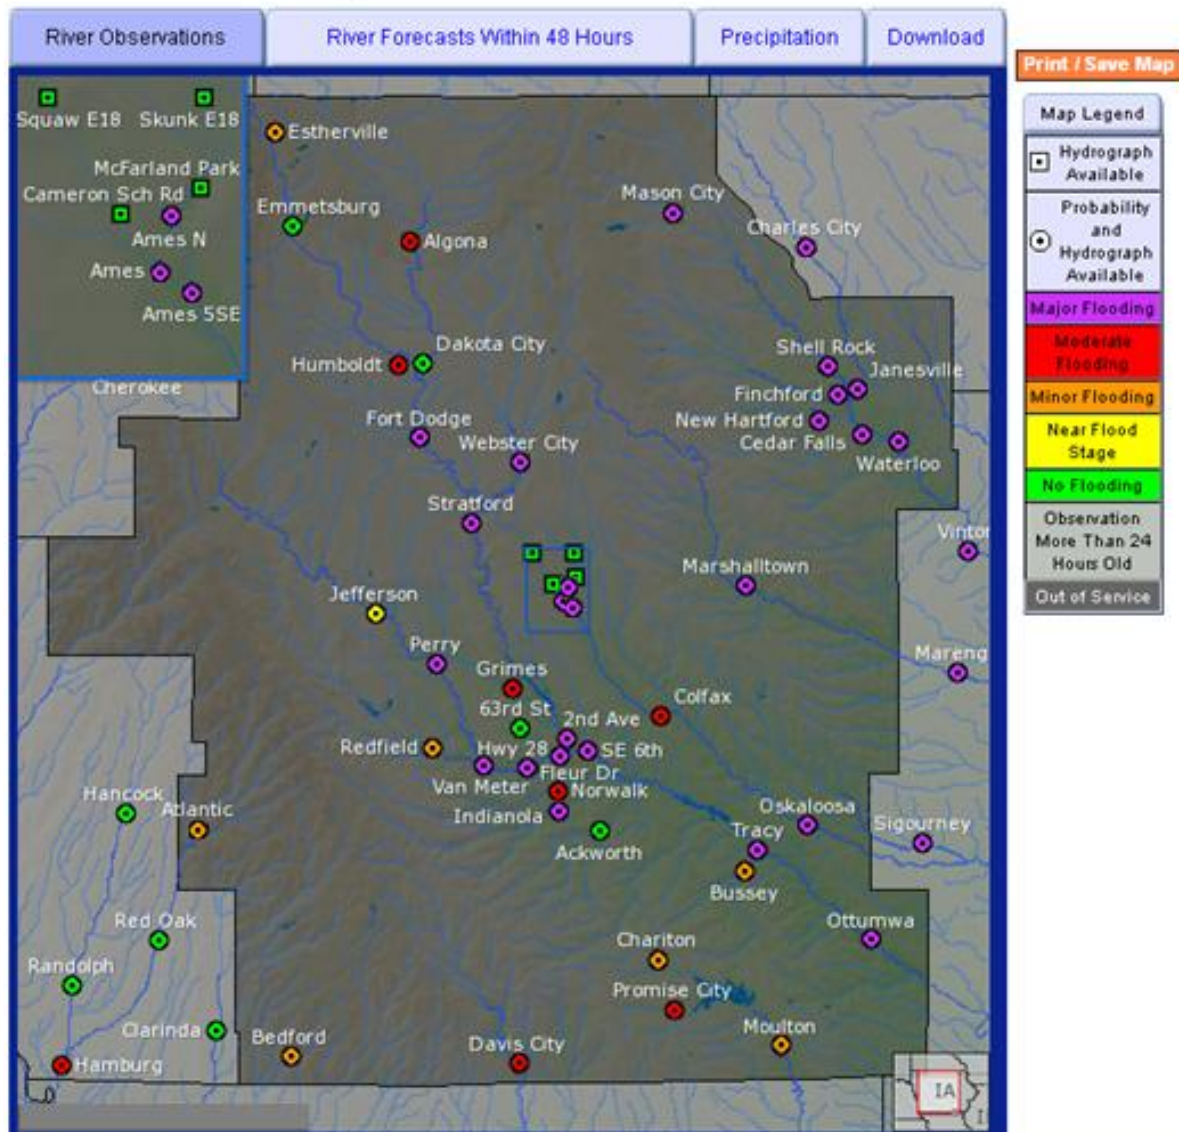 River Observations
River Forecasts Within 48 Hours
Precipitation
Download
Print / Save Map
Squaw E18
Skunk E18
McFarland Park
Cameron Sch Rd
Ames N
Ames
Ames 5SE
Cherokee
Estherville
Emmetsburg
Algona
Mason City
Charles City
Humboldt
Dakota City
Shell Rock
Janesville
Finchford
New Hartford
Cedar Falls
Waterloo
Fort Dodge
Webster City
Stratford
Vinton
Marshalltown
Jefferson
Perry
Mareng
Grimes
63rd St
Colfax
2nd Ave
Redfield
Hwy 28
SE 6th
Fleur Dr
Van Meter
Norwalk
Hancock
Atlantic
Indianola
Oskaloosa
Sigourney
Tracy
Ackworth
Bussey
Red Oak
Ottumwa
Chariton
Randolph
Promise City
Clarinda
Bedford
Davis City
Moulton
Hamburg
IA
I
Map Legend
Hydrograph
Available
Probability
and
Hydrograph
Available
Major Flooding
Moderate
Flooding
Minor Flooding
Near Flood
Stage
No Flooding
Observation
More Than 24
Hours Old
Out of Service